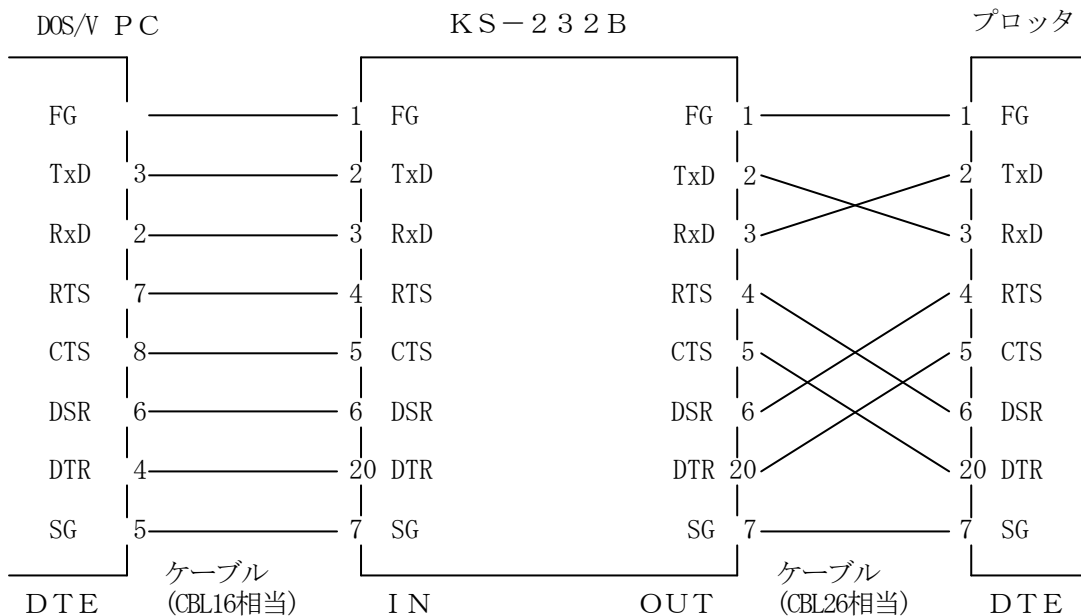 DOS/V PC KS−232B プロッタ
FG 1 FG FG 1 1 FG
TxD 3 2 TxD TxD 2 2 TxD
RxD 2 3 RxD RxD 3 3 RxD
RTS 7 4 RTS RTS 4 4 RTS
CTS 8 5 CTS CTS 5 5 CTS
DSR 6 6 DSR DSR 6 6 DSR
DTR 4 20 DTR DTR 20 20 DTR
SG 5 7 SG SG 7 7 SG
ケーブル ケーブル
DTE (CBL16相当) IN OUT (CBL26相当) DTE